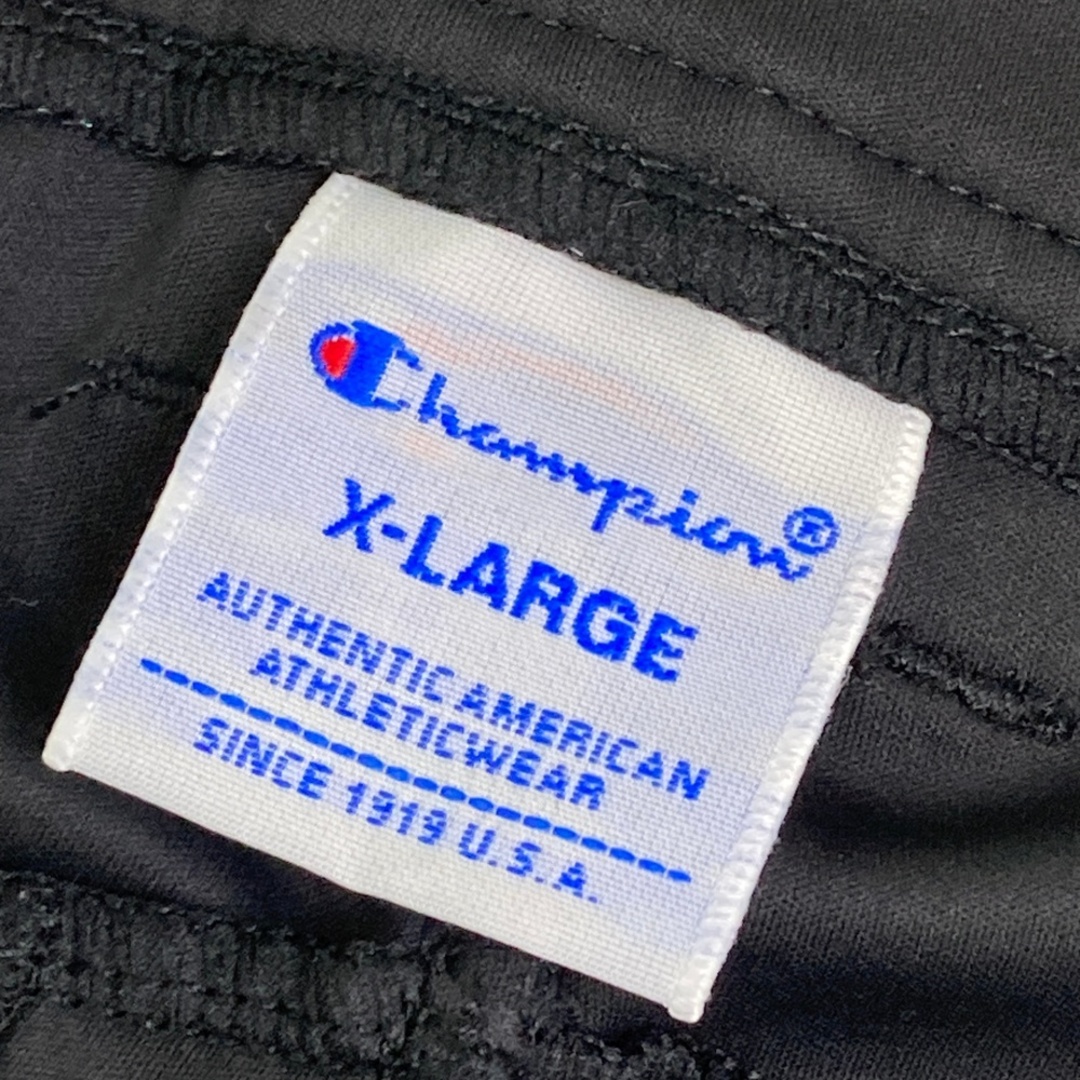 Champion®
X-LARGE
AUTHENTIC AMERICAN
ATHLETICWEAR
SINCE 1919 U.S.A.